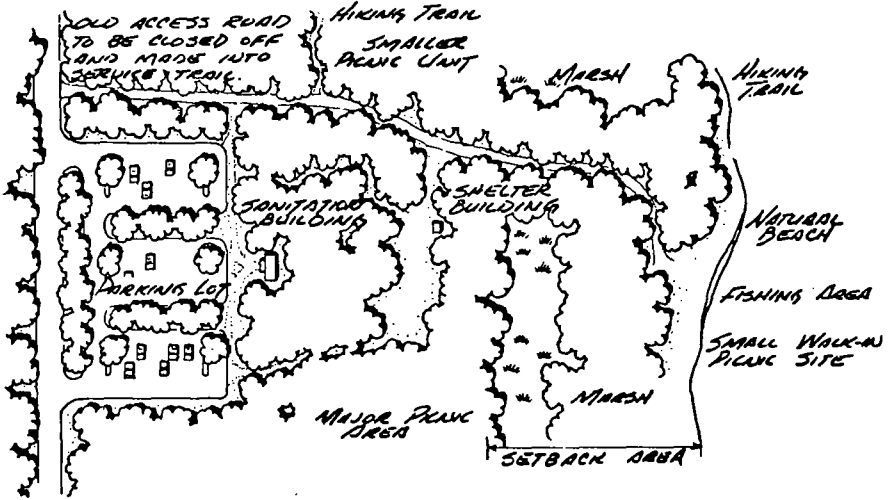 OLD ACCESS ROAD
TO BE CLOSED OFF
AND MADE INTO
SERVICE TRAIL.
HIKING TRAIL
SMALLER
PICNIC UNIT
MARSH
HIKING
TRAIL
SANITATION
BUILDING
SHELTER
BUILDING
NATURAL
BEACH
PARKING LOT
FISHING AREA
SMALL WALK-IN
PICNIC SITE
MAJOR PICNIC
AREA
MARSH
SETBACK AREA